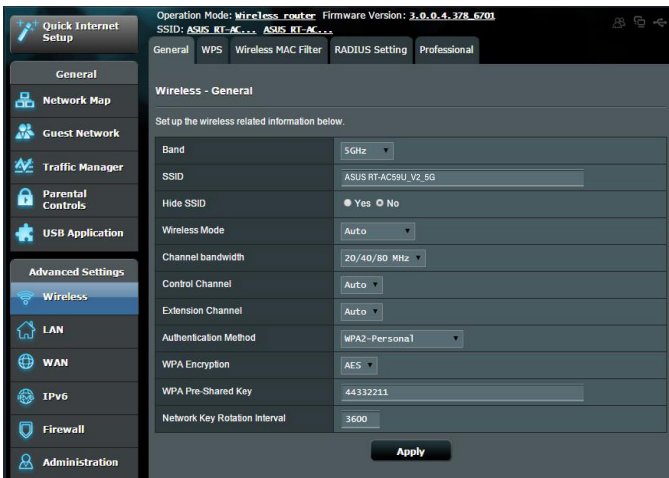 Quick Internet Setup
Operation Mode: Wireless router Firmware Version: 3.0.0.4.378_6701
SSID: ASUS RT-AC... ASUS RT-AC...
General WPS Wireless MAC Filter RADIUS Setting Professional
General
Network Map
Guest Network
Traffic Manager
Parental Controls
USB Application
Advanced Settings
Wireless
LAN
WAN
IPv6
Firewall
Administration
Wireless - General
Set up the wireless related information below.
Band 5GHz
SSID ASUS RT-AC59U_V2_5G
Hide SSID Yes No
Wireless Mode Auto
Channel bandwidth 20/40/80 MHz
Control Channel Auto
Extension Channel Auto
Authentication Method WPA2-Personal
WPA Encryption AES
WPA Pre-Shared Key 44332211
Network Key Rotation Interval 3600
Apply